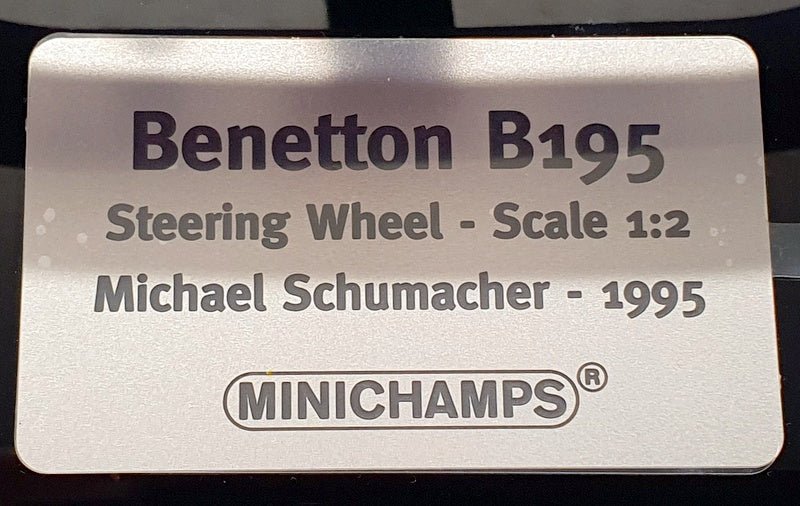 Benetton B195
Steering Wheel - Scale 1:2
Michael Schumacher - 1995
MINICHAMPS®